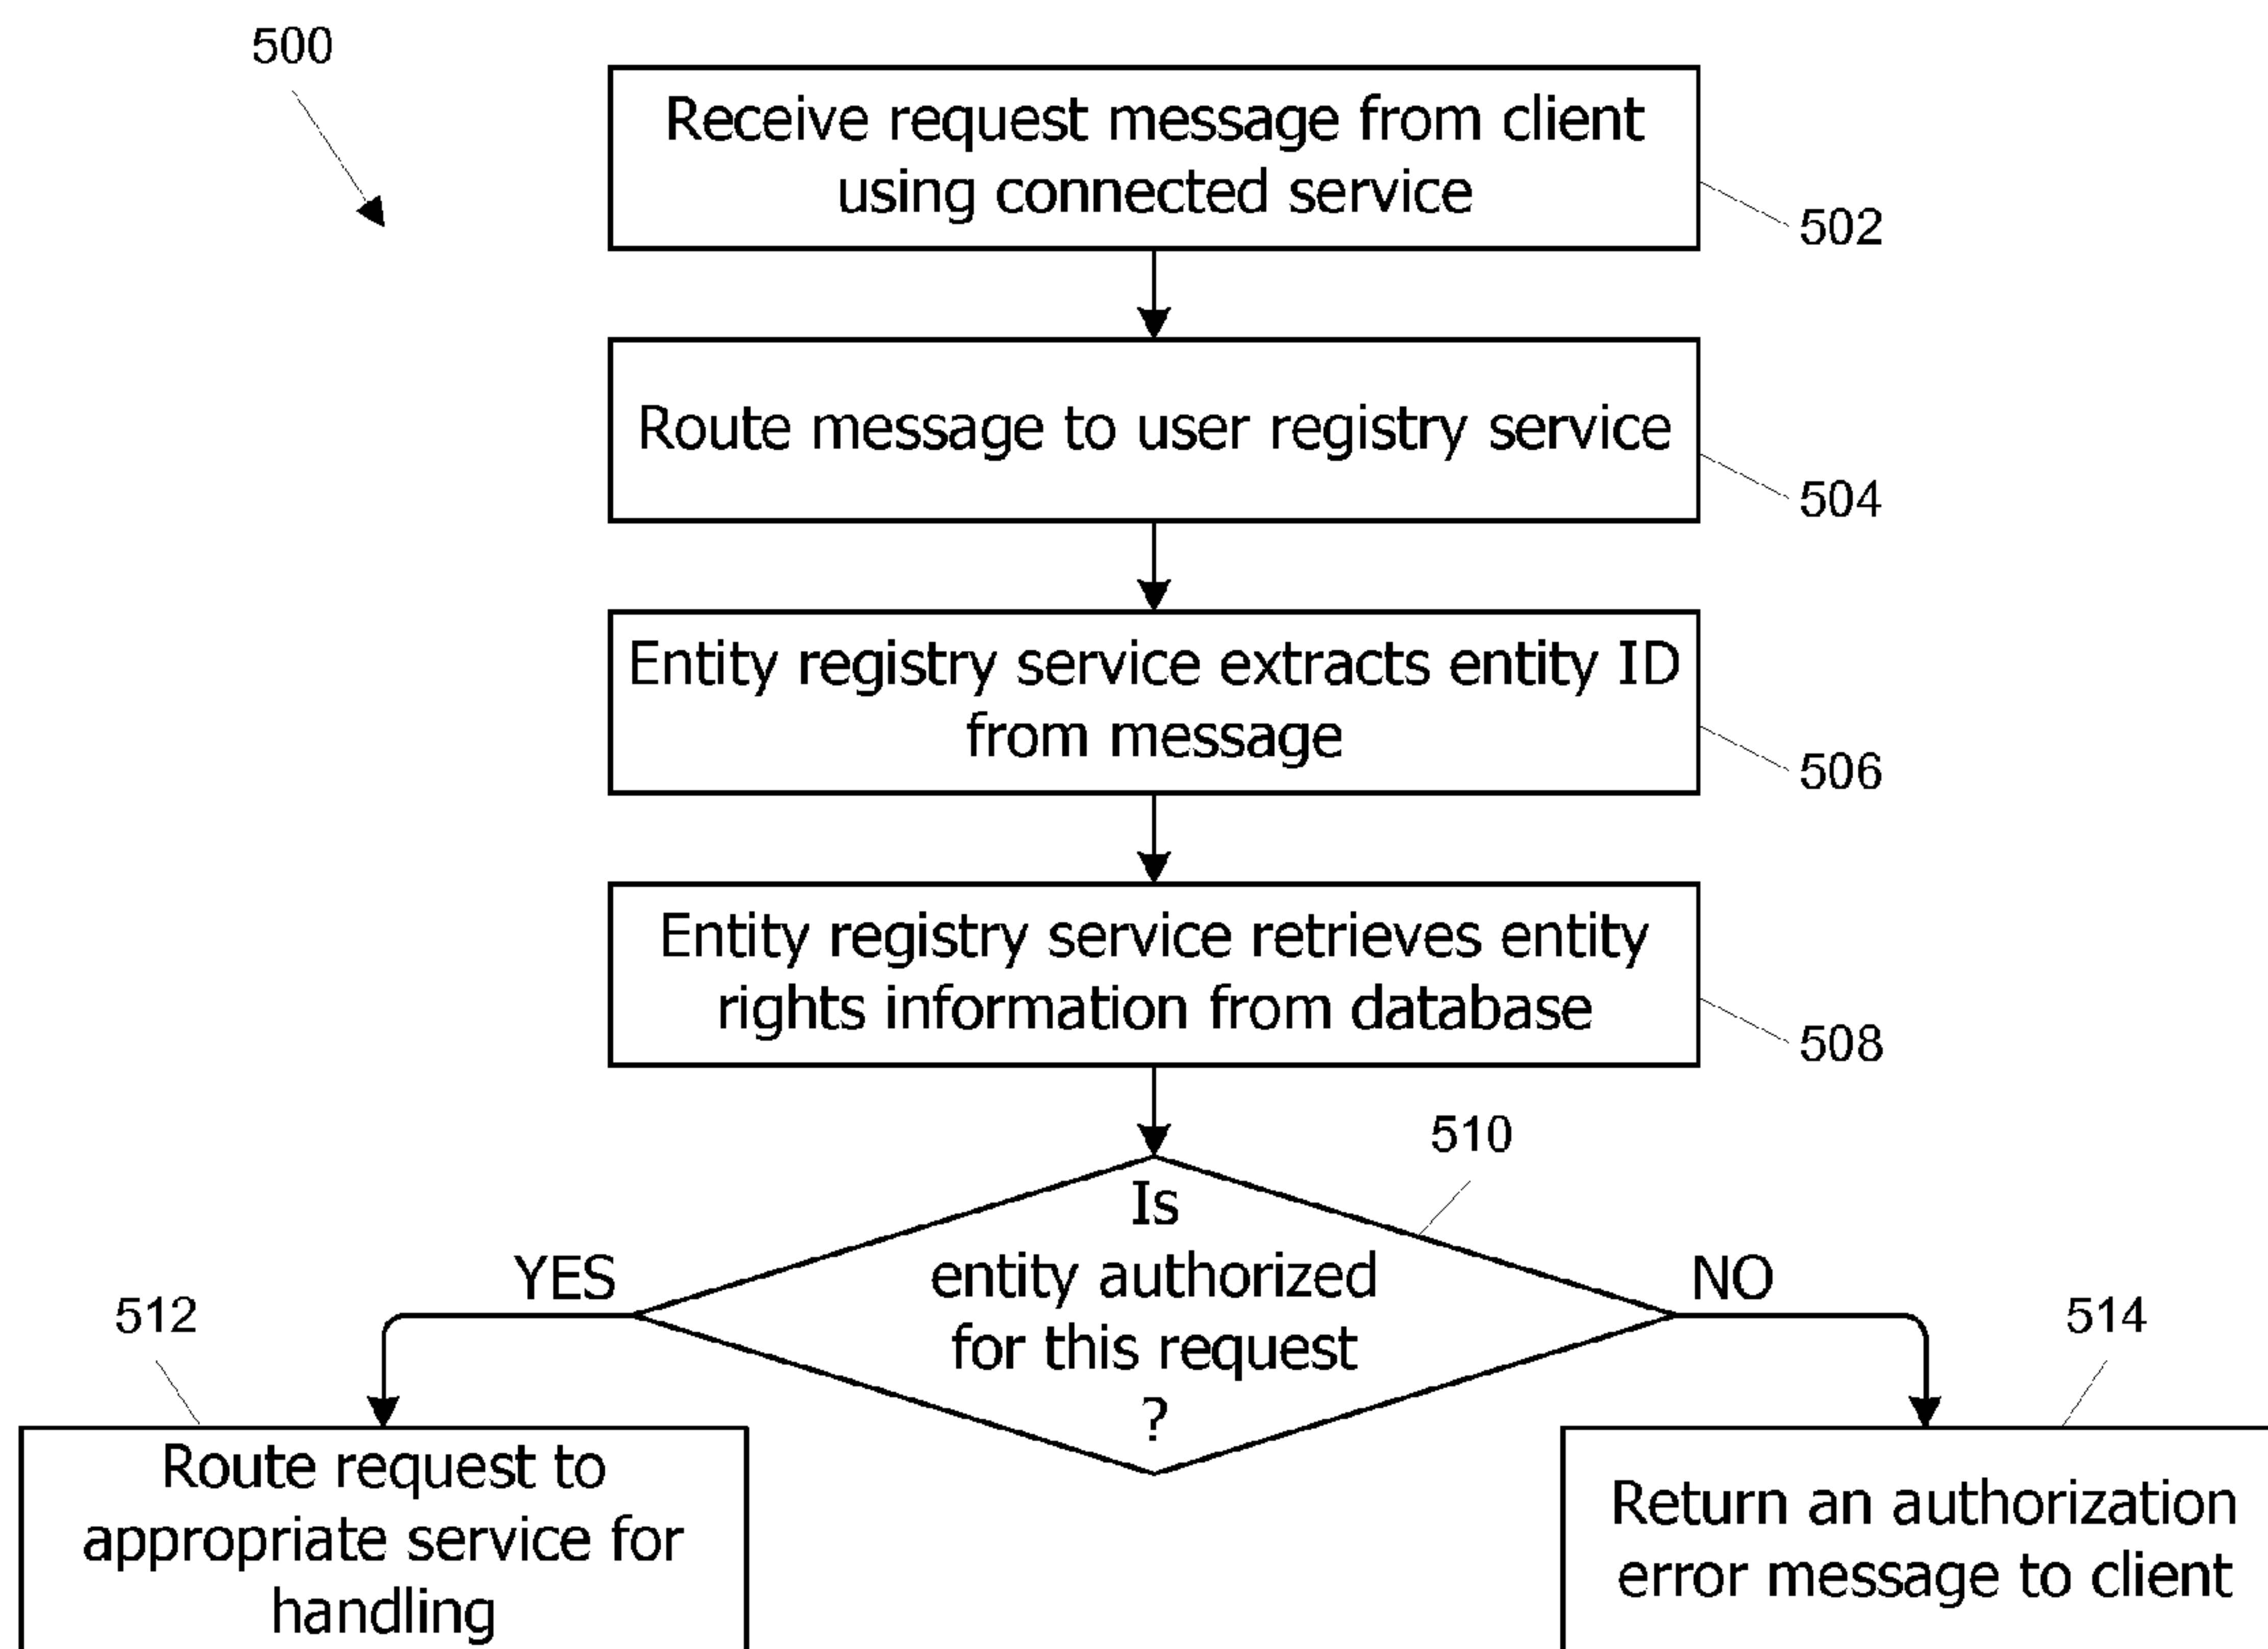 500
Receive request message from client
using connected service
502
Route message to user registry service
504
Entity registry service extracts entity ID
from message
506
Entity registry service retrieves entity
rights information from database
508
510
Is
entity authorized
for this request
?
YES
NO
512
514
Route request to
appropriate service for
handling
Return an authorization
error message to client